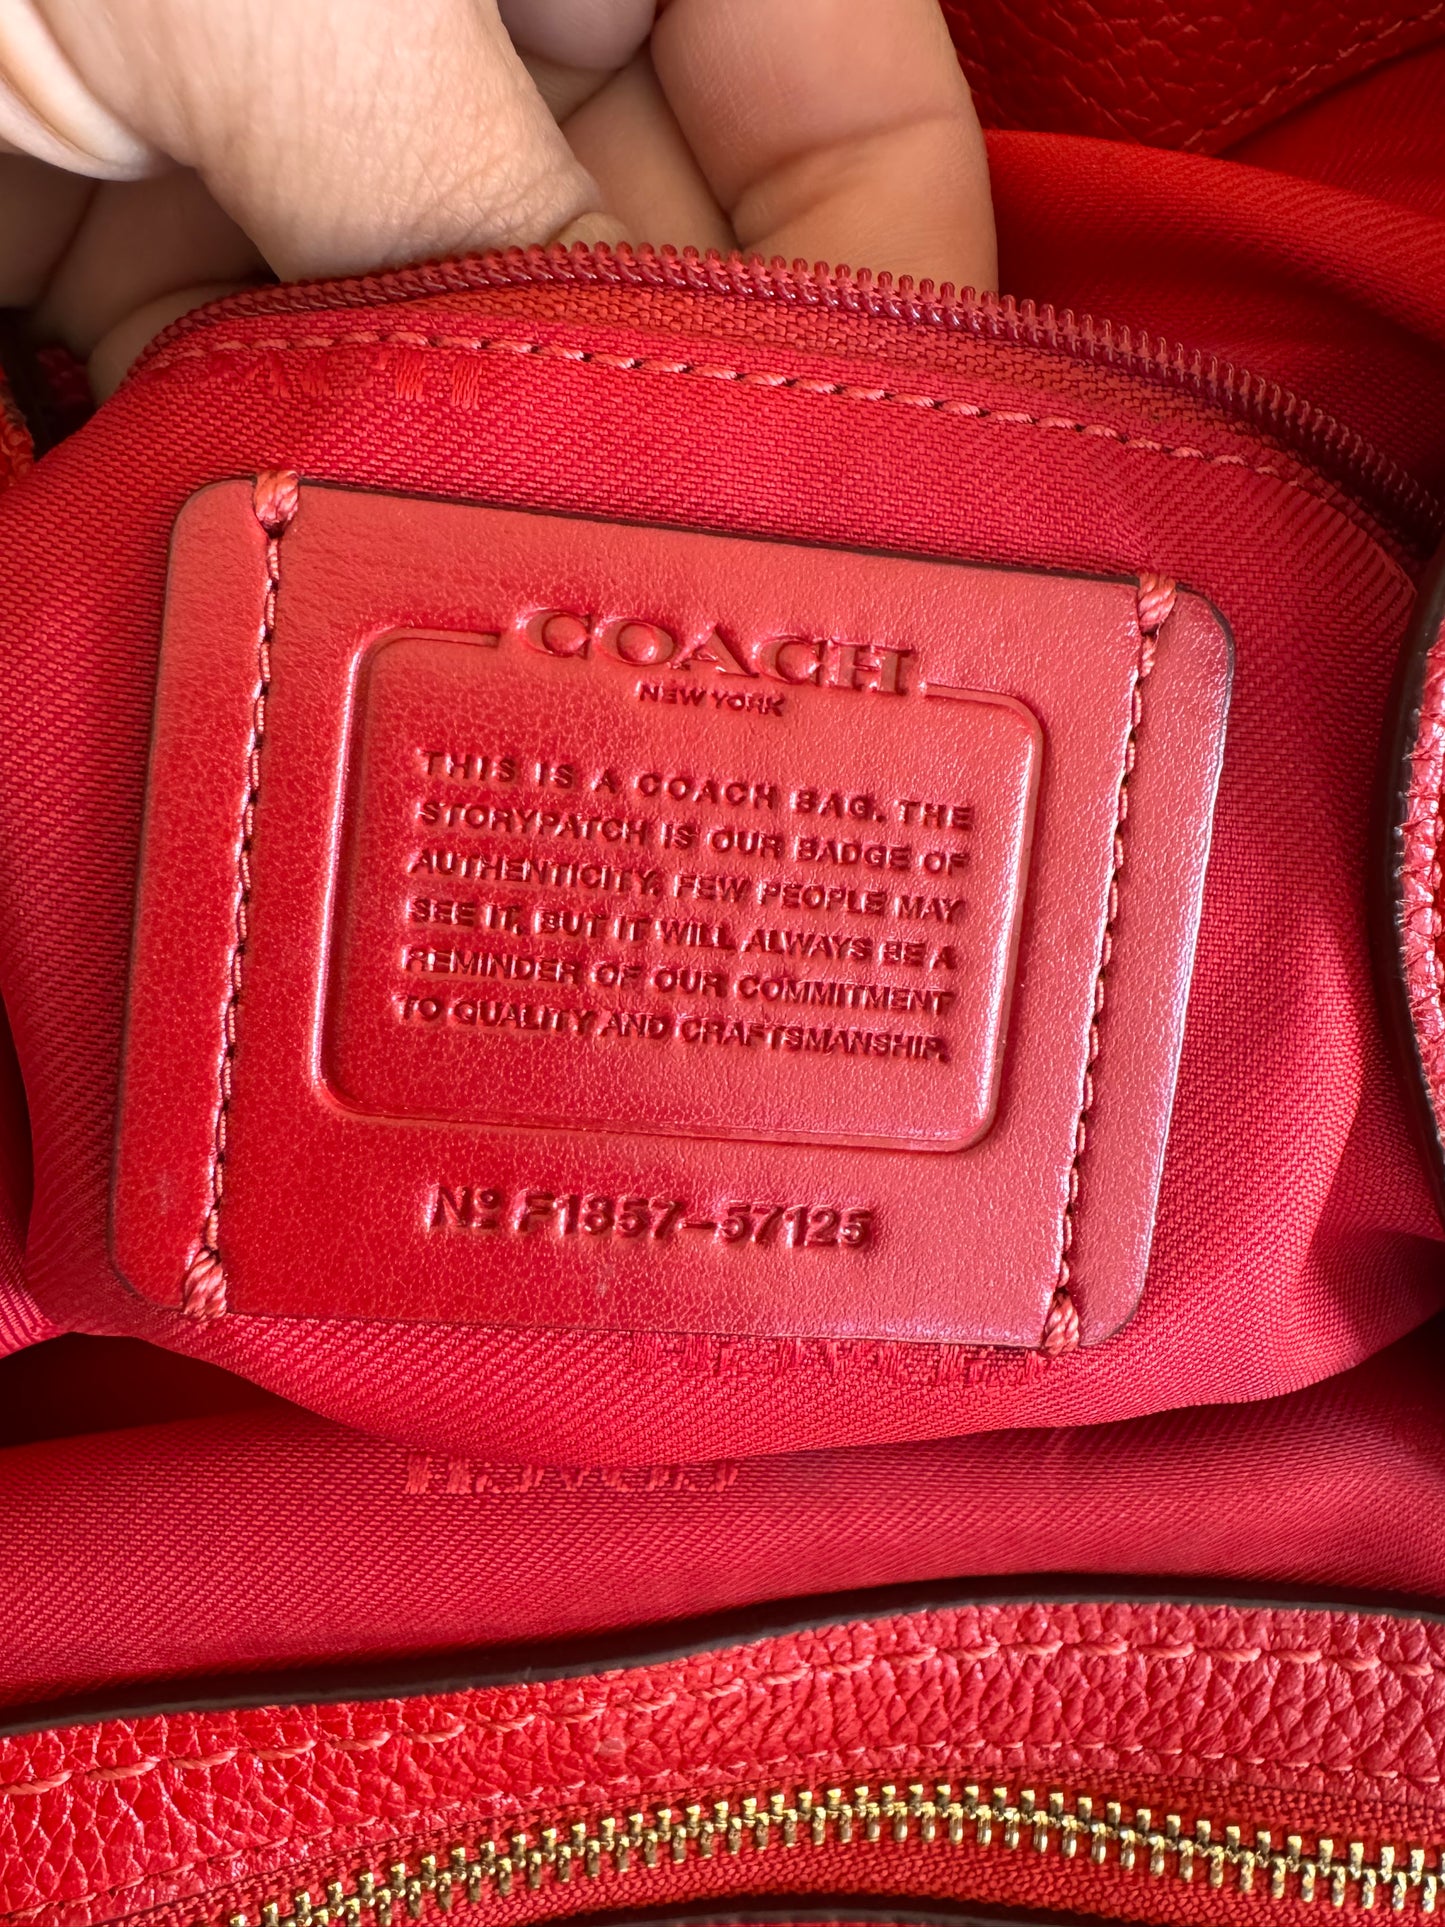 COACH
NEW YORK
THIS IS A COACH BAG. THE
STORYPATCH IS OUR BADGE OF
AUTHENTICITY. FEW PEOPLE MAY
SEE IT, BUT IT WILL ALWAYS BE A
REMINDER OF OUR COMMITMENT
TO QUALITY AND CRAFTSMANSHIP.
Nº F1857-57125